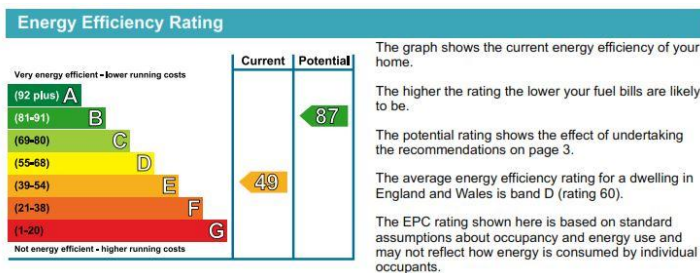 Energy Efficiency Rating
Current Potential
Very energy efficient - lower running costs
(92 plus) A
(81-91) B
87
(69-80) C
(55-68) D
(39-54) E
49
(21-38) F
(1-20) G
Not energy efficient - higher running costs
The graph shows the current energy efficiency of your
home.
The higher the rating the lower your fuel bills are likely
to be.
The potential rating shows the effect of undertaking
the recommendations on page 3.
The average energy efficiency rating for a dwelling in
England and Wales is band D (rating 60).
The EPC rating shown here is based on standard
assumptions about occupancy and energy use and
may not reflect how energy is consumed by individual
occupants.